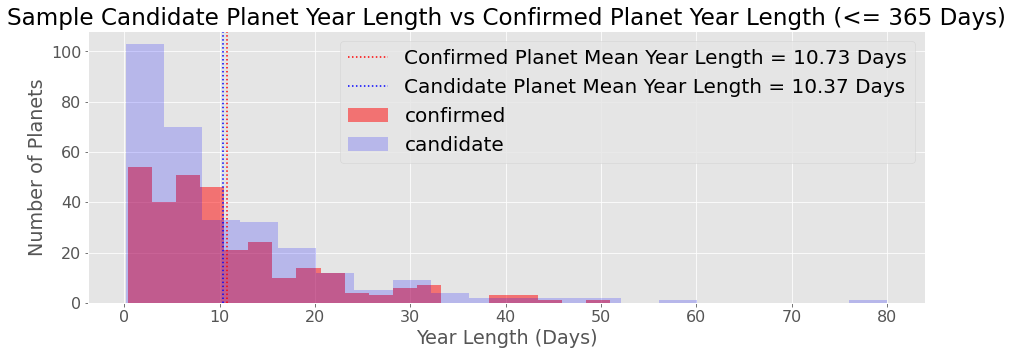 Sample Candidate Planet Year Length vs Confirmed Planet Year Length (<= 365 Days)
Number of Planets
100
80
60
40
20
0
Confirmed Planet Mean Year Length = 10.73 Days
Candidate Planet Mean Year Length = 10.37 Days
confirmed
candidate
0 10 20 30 40 50 60 70 80
Year Length (Days)